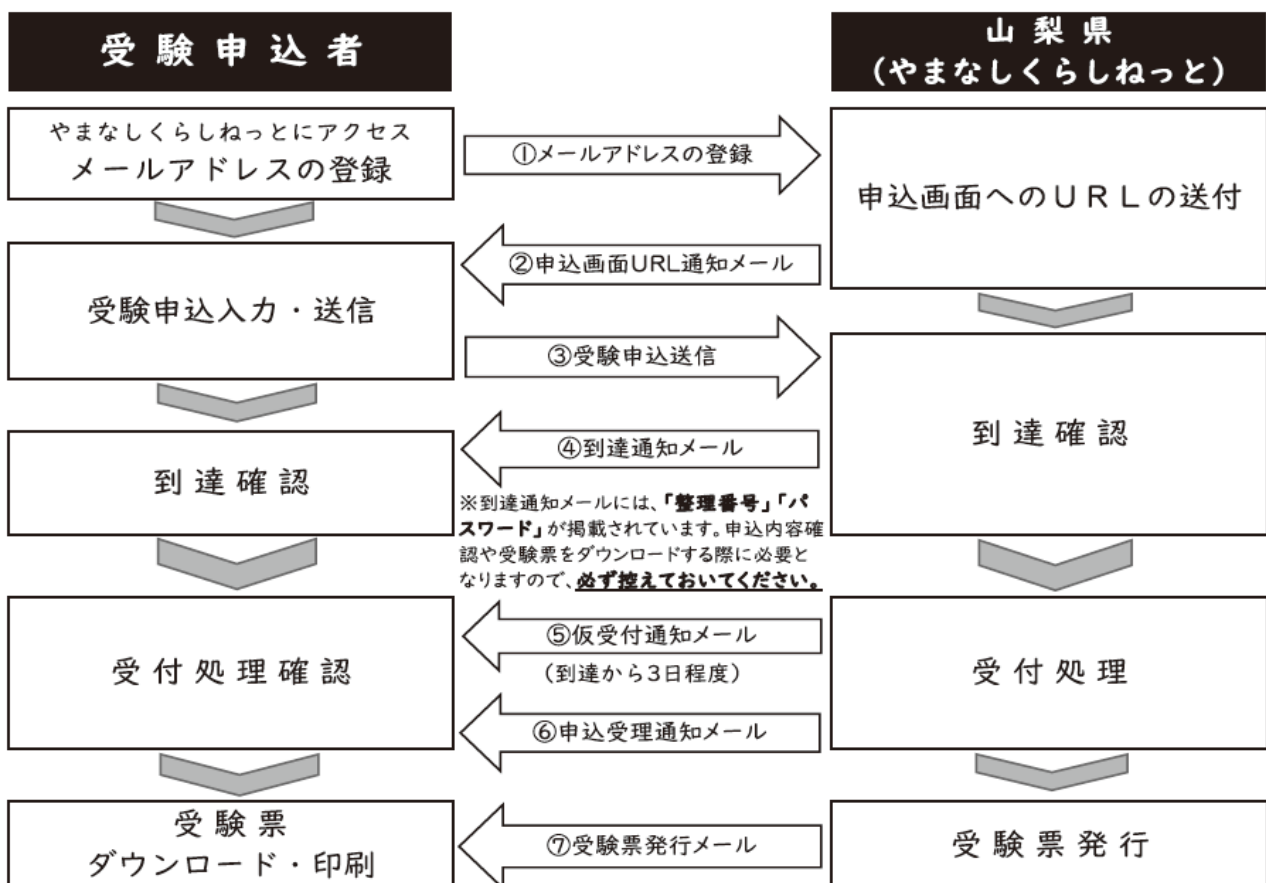 受験申込者
山梨県
(やまなしくらしねっと)
やまなしくらしねっとにアクセス
メールアドレスの登録
①メールアドレスの登録
申込画面へのURLの送付
②申込画面URL通知メール
受験申込入力・送信
③受験申込送信
到達確認
④到達通知メール
到達確認
※到達通知メールには、「整理番号」「パ
スワード」が掲載されています。申込内容確
認や受験票をダウンロードする際に必要と
なりますので、必ず控えておいてください。
⑤仮受付通知メール
(到達から3日程度)
受付処理確認
受付処理
⑥申込受理通知メール
受験票
ダウンロード・印刷
⑦受験票発行メール
受験票発行